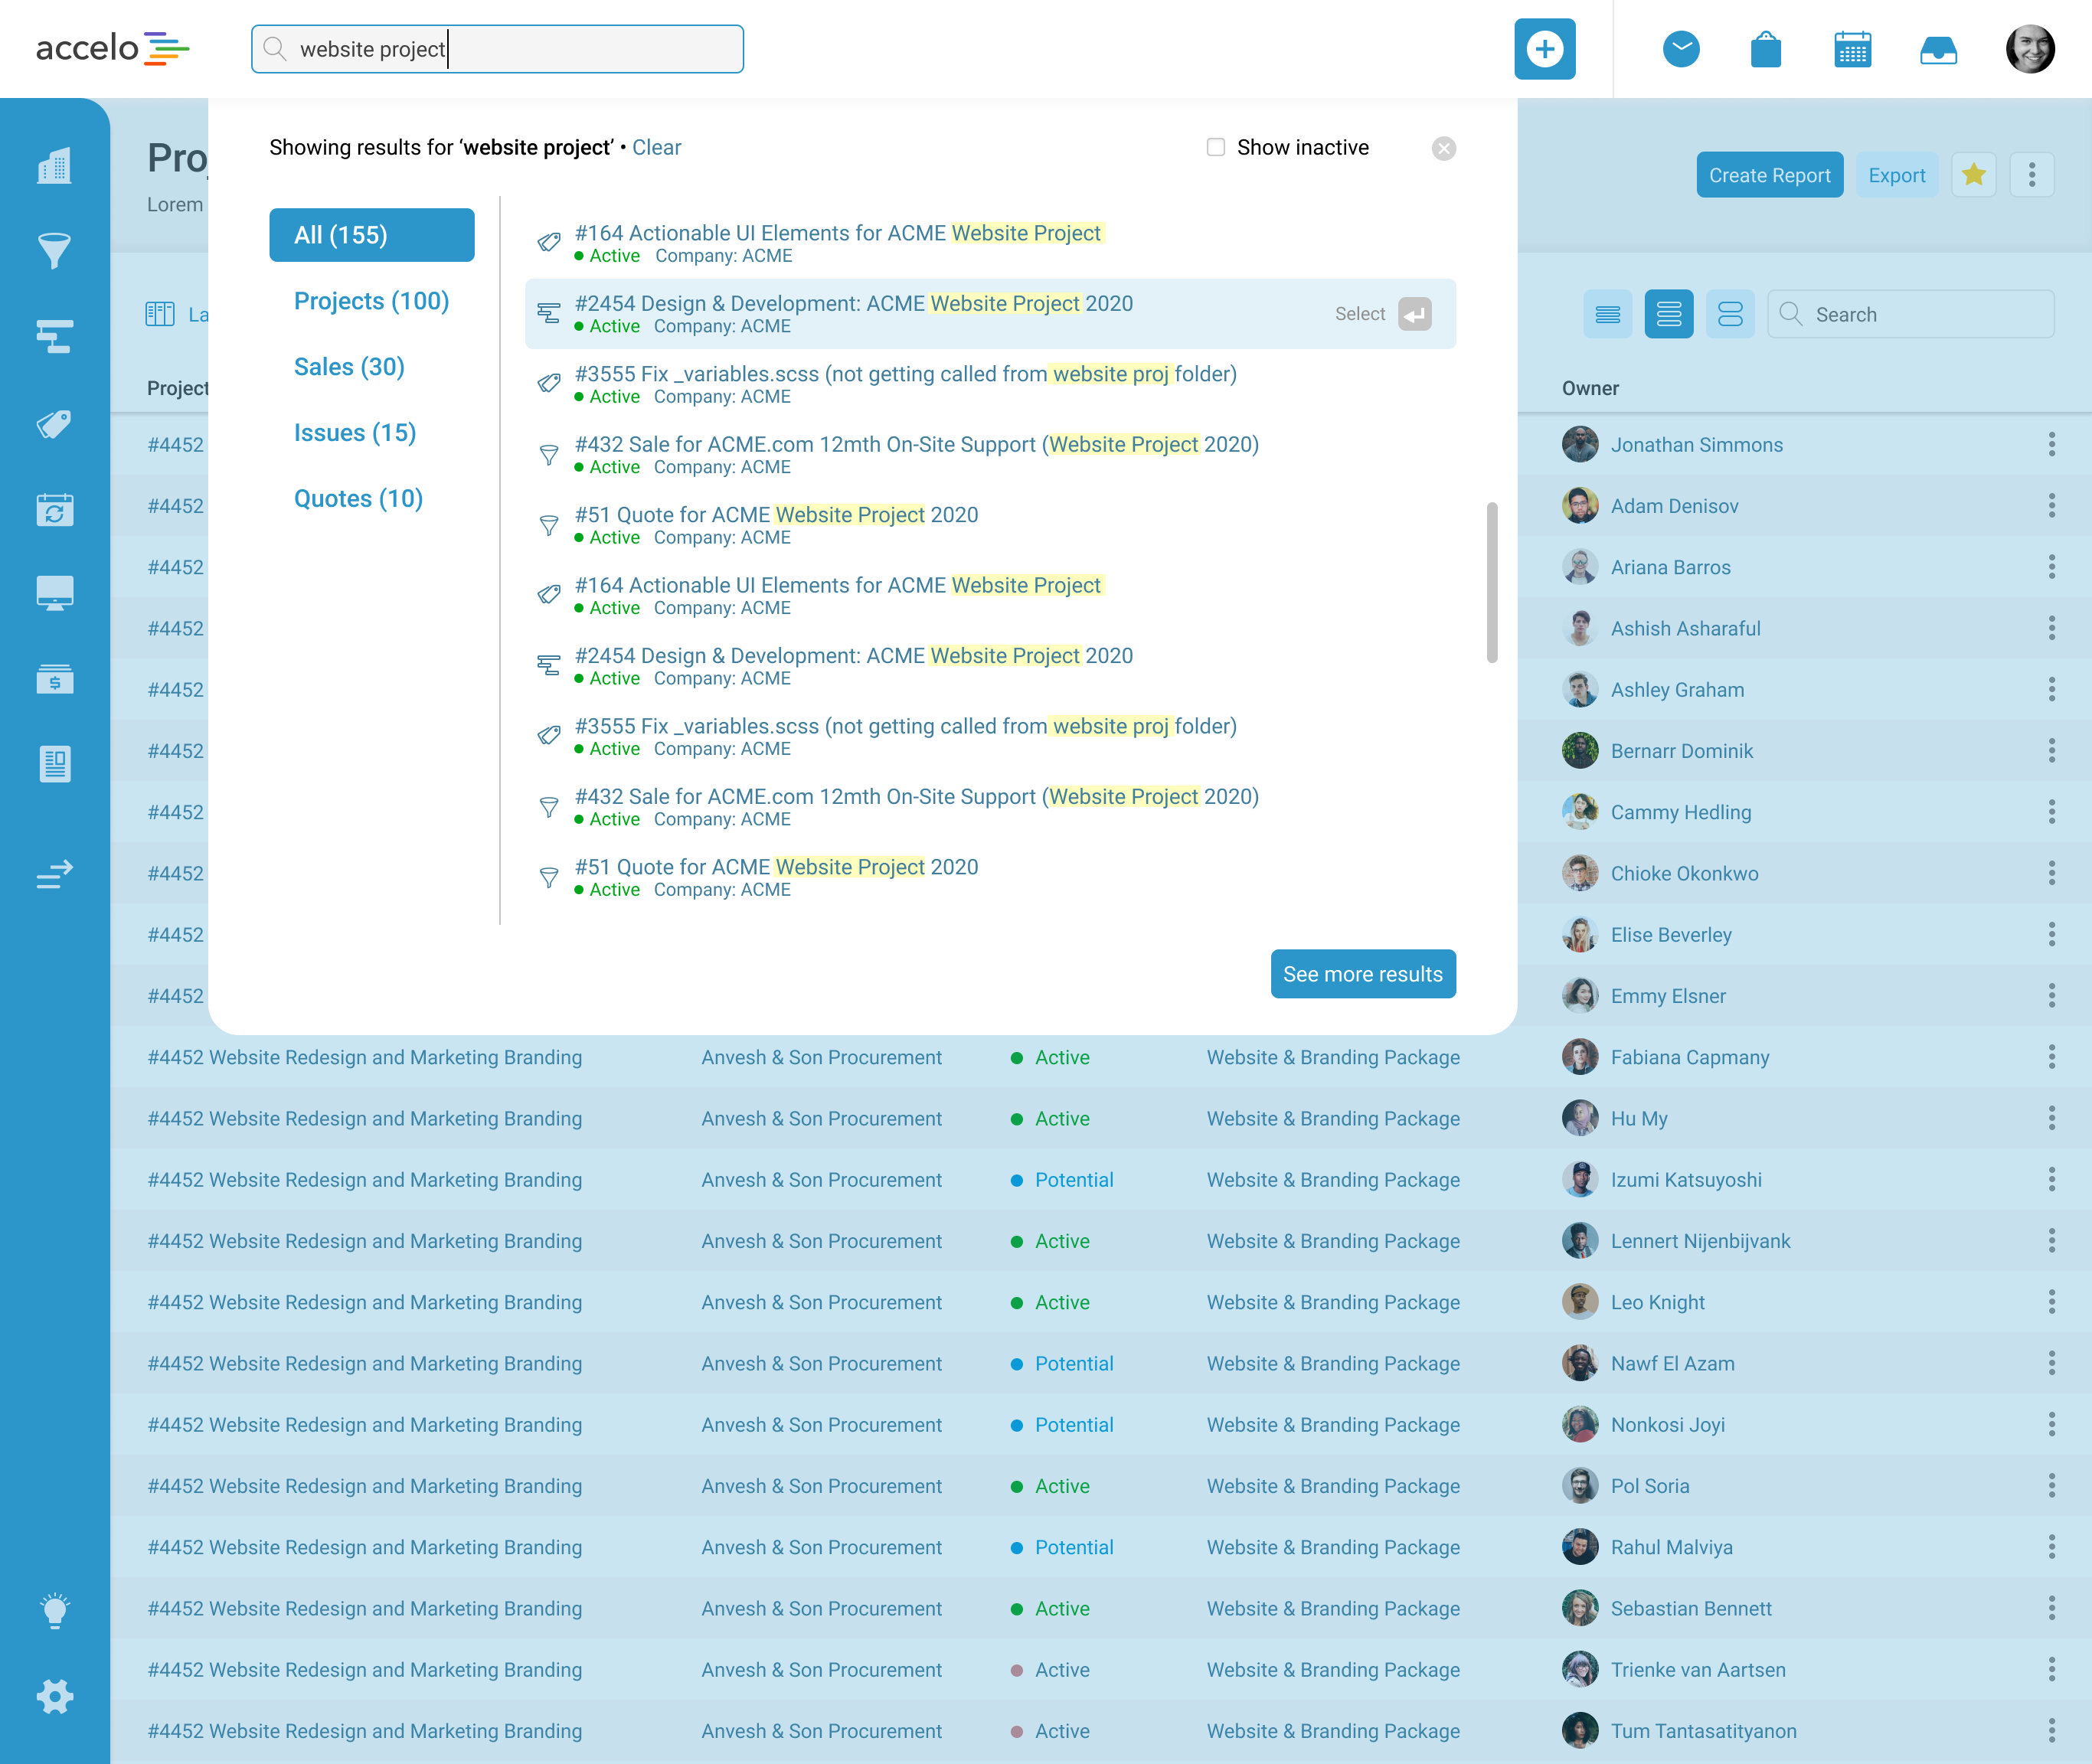 accelo
website project
Showing results for ‘website project’ • Clear
Show inactive
Create Report
Export
Lorem
All (155)
Projects (100)
Sales (30)
Issues (15)
Quotes (10)
#164 Actionable UI Elements for ACME Website Project
Active Company: ACME
#2454 Design & Development: ACME Website Project 2020
Active Company: ACME
Select
#3555 Fix _variables.scss (not getting called from website proj folder)
Active Company: ACME
#432 Sale for ACME.com 12mth On-Site Support (Website Project 2020)
Active Company: ACME
#51 Quote for ACME Website Project 2020
Active Company: ACME
#164 Actionable UI Elements for ACME Website Project
Active Company: ACME
#2454 Design & Development: ACME Website Project 2020
Active Company: ACME
#3555 Fix _variables.scss (not getting called from website proj folder)
Active Company: ACME
#432 Sale for ACME.com 12mth On-Site Support (Website Project 2020)
Active Company: ACME
#51 Quote for ACME Website Project 2020
Active Company: ACME
See more results
Search
Project
Owner
#4452 Jonathan Simmons
#4452 Adam Denisov
#4452 Ariana Barros
#4452 Ashish Asharaful
#4452 Ashley Graham
#4452 Bernarr Dominik
#4452 Cammy Hedling
#4452 Chioke Okonkwo
#4452 Elise Beverley
#4452 Emmy Elsner
#4452 Website Redesign and Marketing Branding Anvesh & Son Procurement Active Website & Branding Package Fabiana Capmany
#4452 Website Redesign and Marketing Branding Anvesh & Son Procurement Active Website & Branding Package Hu My
#4452 Website Redesign and Marketing Branding Anvesh & Son Procurement Potential Website & Branding Package Izumi Katsuyoshi
#4452 Website Redesign and Marketing Branding Anvesh & Son Procurement Active Website & Branding Package Lennert Nijenbijvank
#4452 Website Redesign and Marketing Branding Anvesh & Son Procurement Active Website & Branding Package Leo Knight
#4452 Website Redesign and Marketing Branding Anvesh & Son Procurement Potential Website & Branding Package Nawf El Azam
#4452 Website Redesign and Marketing Branding Anvesh & Son Procurement Potential Website & Branding Package Nonkosi Joyi
#4452 Website Redesign and Marketing Branding Anvesh & Son Procurement Active Website & Branding Package Pol Soria
#4452 Website Redesign and Marketing Branding Anvesh & Son Procurement Potential Website & Branding Package Rahul Malviya
#4452 Website Redesign and Marketing Branding Anvesh & Son Procurement Active Website & Branding Package Sebastian Bennett
#4452 Website Redesign and Marketing Branding Anvesh & Son Procurement Active Website & Branding Package Trienke van Aartsen
#4452 Website Redesign and Marketing Branding Anvesh & Son Procurement Active Website & Branding Package Tum Tantasatityanon